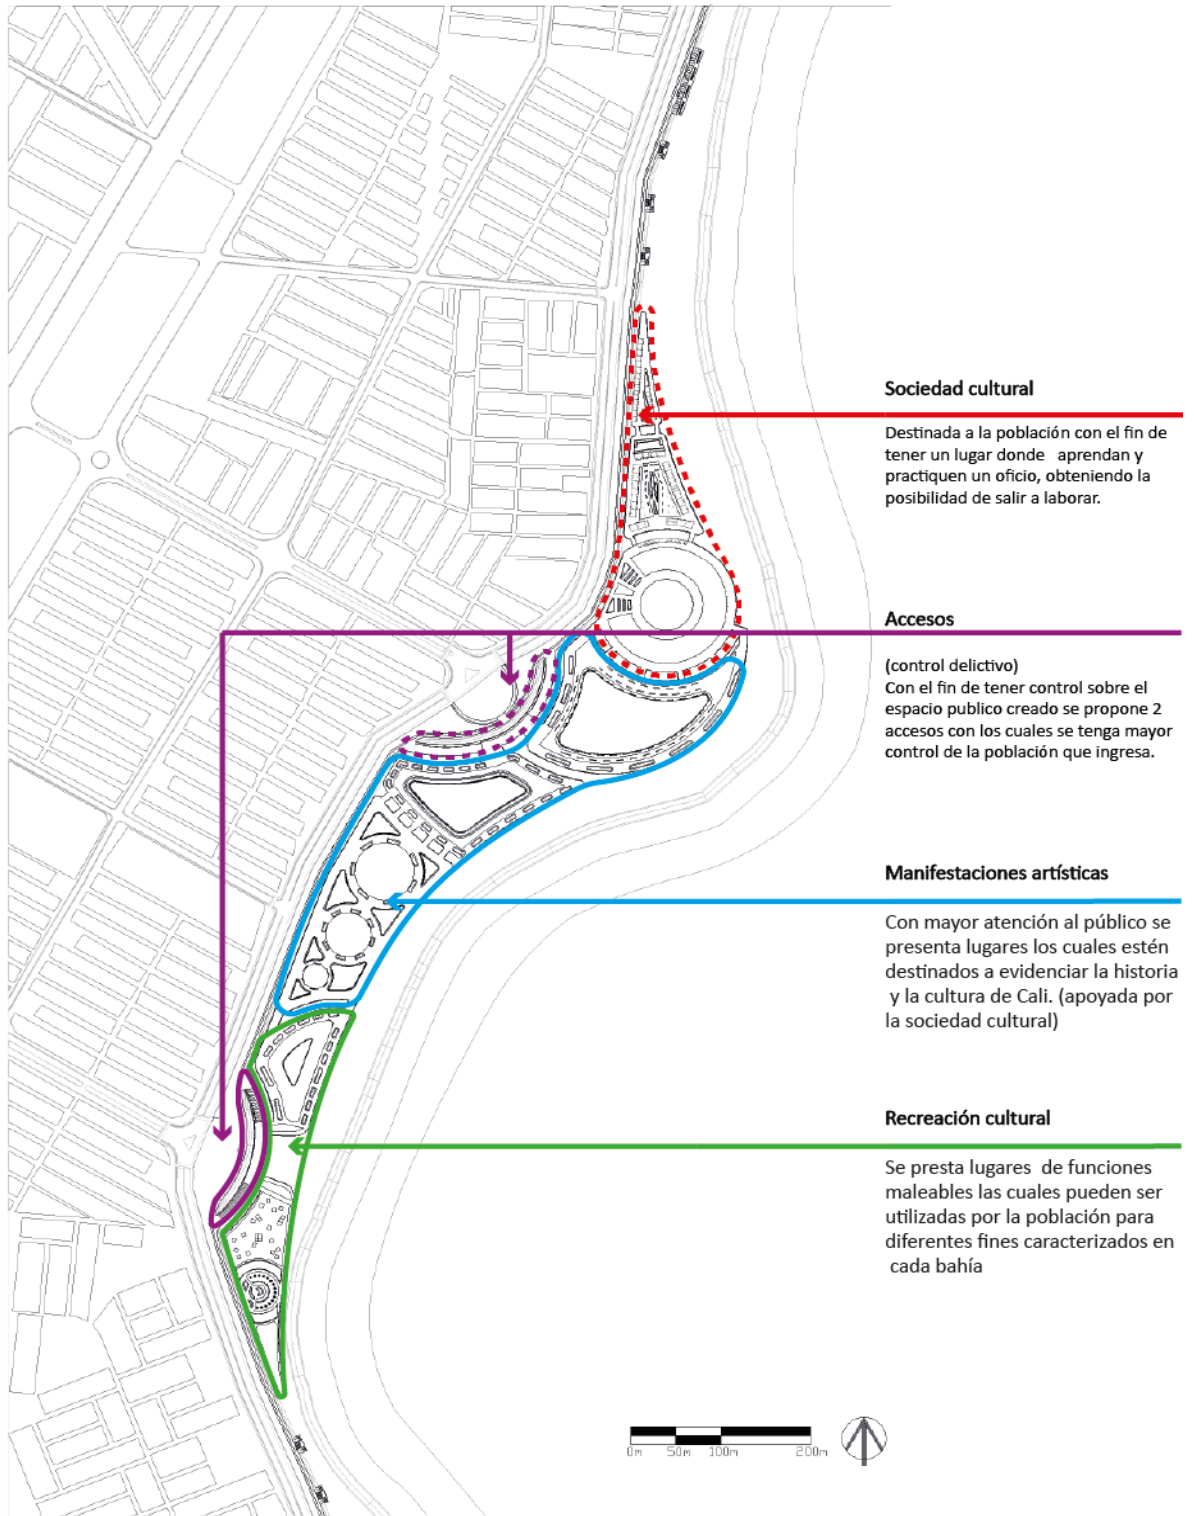 Sociedad cultural
Destinada a la población con el fin de
tener un lugar donde aprendan y
practiquen un oficio, obteniendo la
posibilidad de salir a laborar.
Accesos
(control delictivo)
Con el fin de tener control sobre el
espacio publico creado se propone 2
accesos con los cuales se tenga mayor
control de la población que ingresa.
Manifestaciones artísticas
Con mayor atención al público se
presenta lugares los cuales estén
destinados a evidenciar la historia
y la cultura de Cali. (apoyada por
la sociedad cultural)
Recreación cultural
Se presta lugares de funciones
maleables las cuales pueden ser
utilizadas por la población para
diferentes fines caracterizados en
cada bahía
0m 50m 100m 200m